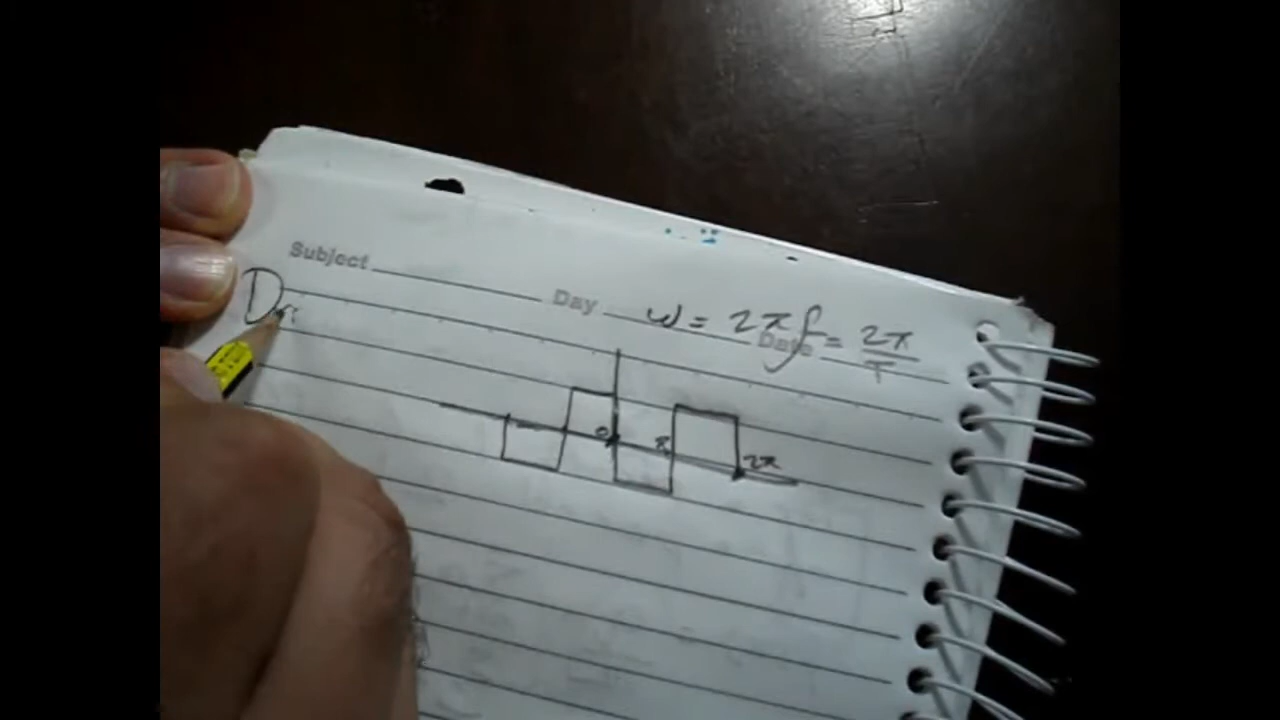 Subject
Day
Date
ω = 2πf = 2π/T
0
π
2π